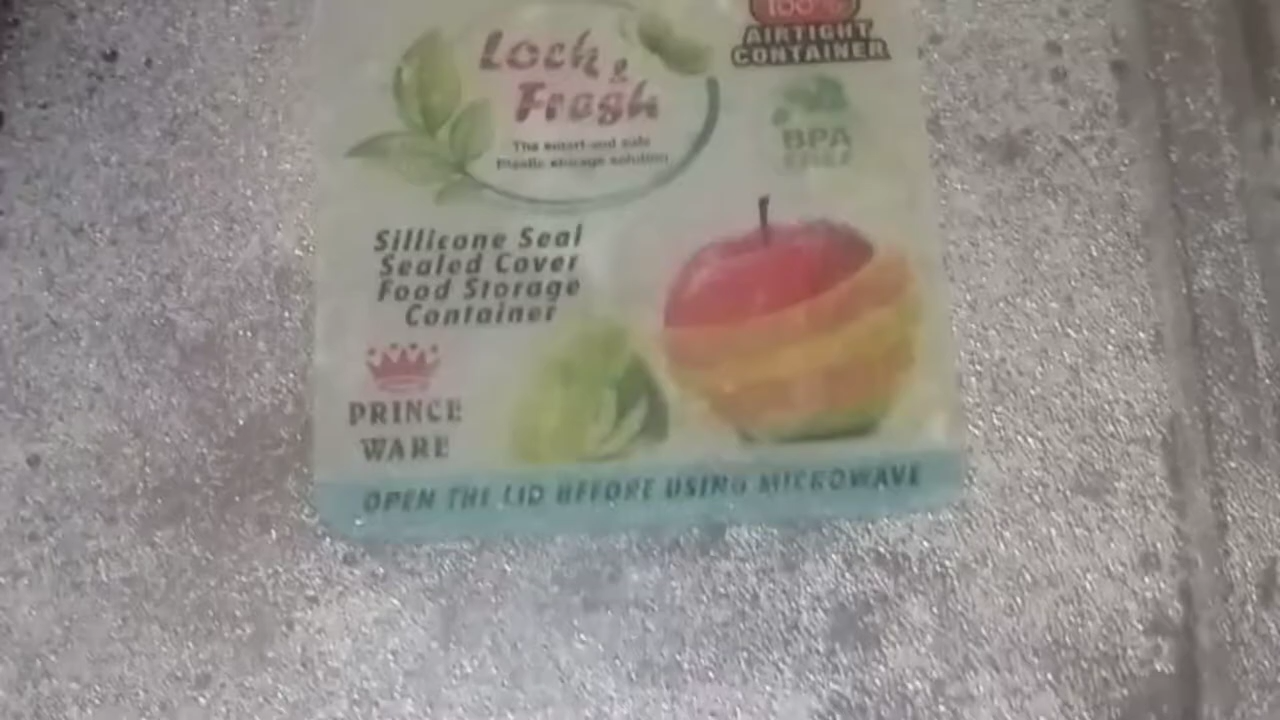 Lock &
Fresh
The smart and safe
Plastic storage solution
100%
AIRTIGHT
CONTAINER
BPA
FREE
Sillicone Seal
Sealed Cover
Food Storage
Container
PRINCE
WARE
OPEN THE LID BEFORE USING MICROWAVE